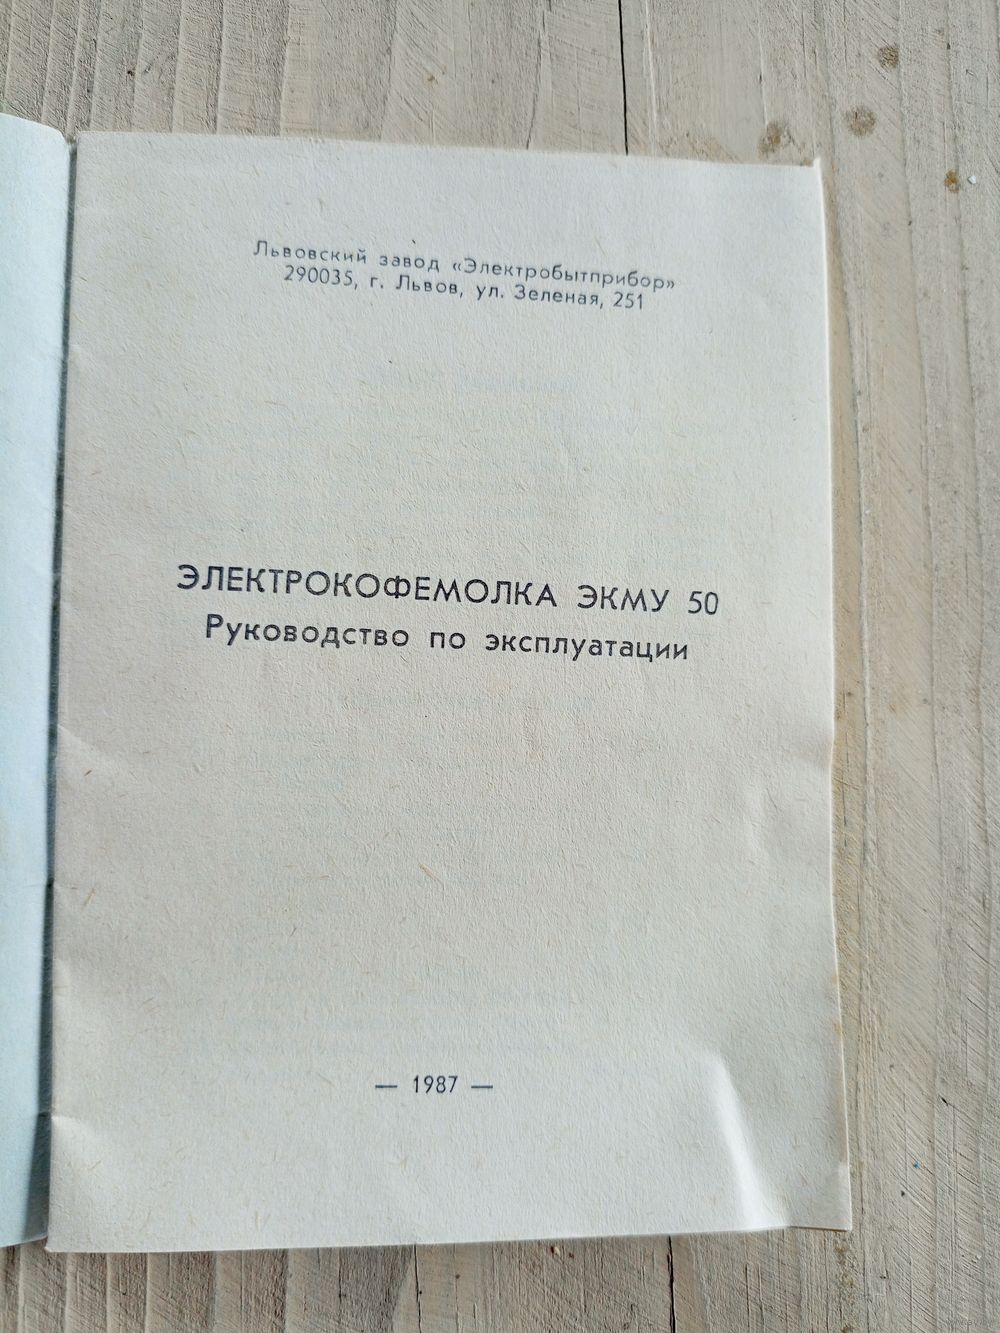 Львовский завод «Электробытприбор»
290035, г. Львов, ул. Зеленая, 251
ЭЛЕКТРОКОФЕМОЛКА ЭКМУ 50
Руководство по эксплуатации
— 1987 —